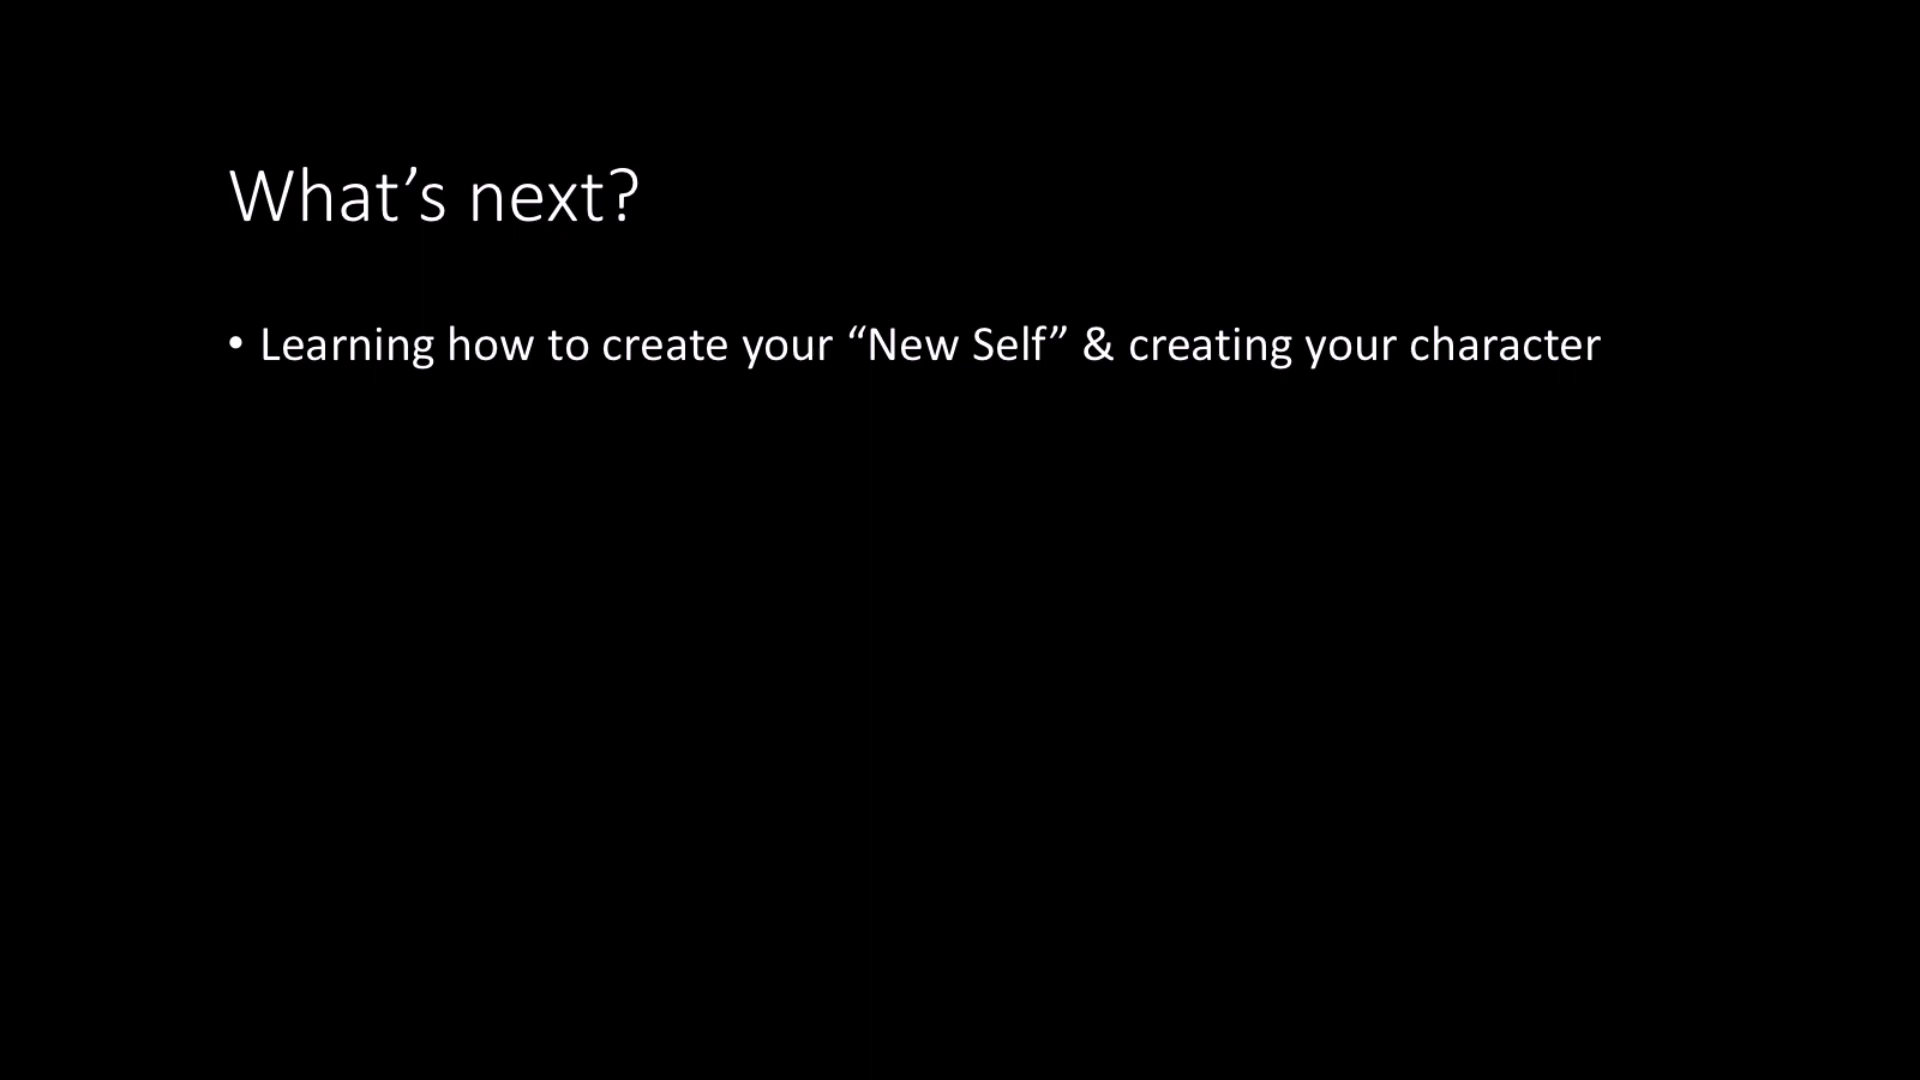 What’s next?
• Learning how to create your “New Self” & creating your character